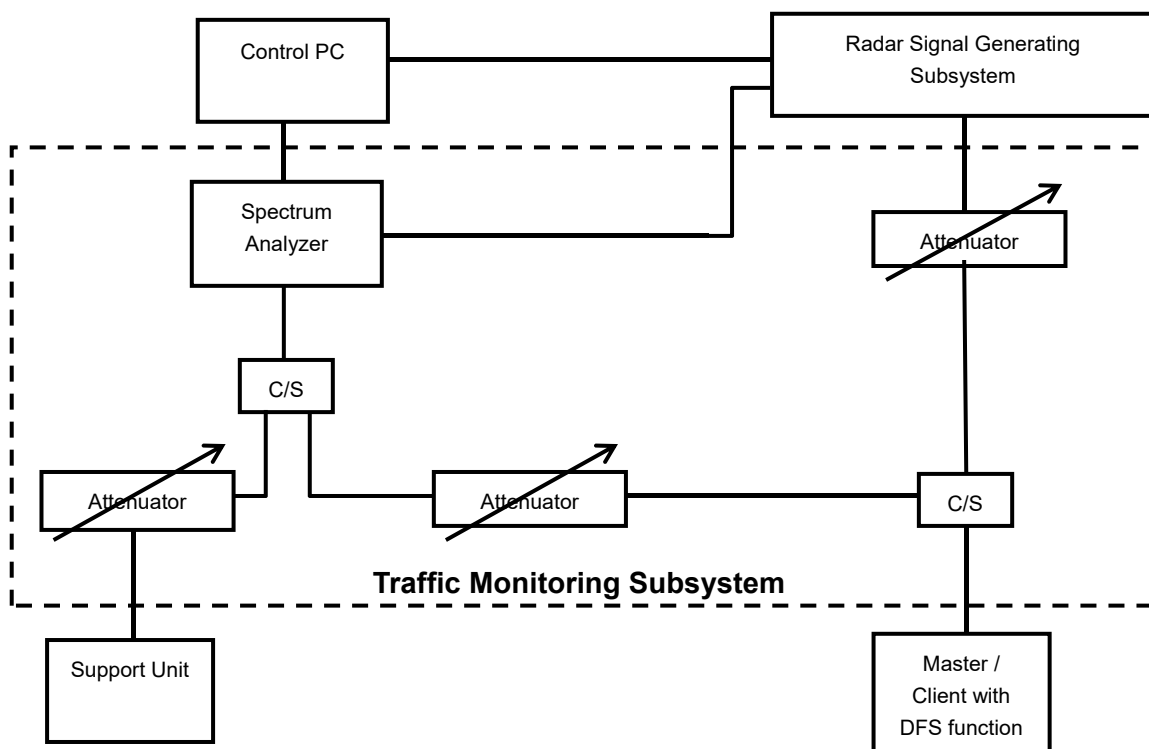 Control PC
Radar Signal Generating
Subsystem
Spectrum
Analyzer
Attenuator
C/S
Attenuator
Attenuator
C/S
Traffic Monitoring Subsystem
Support Unit
Master /
Client with
DFS function